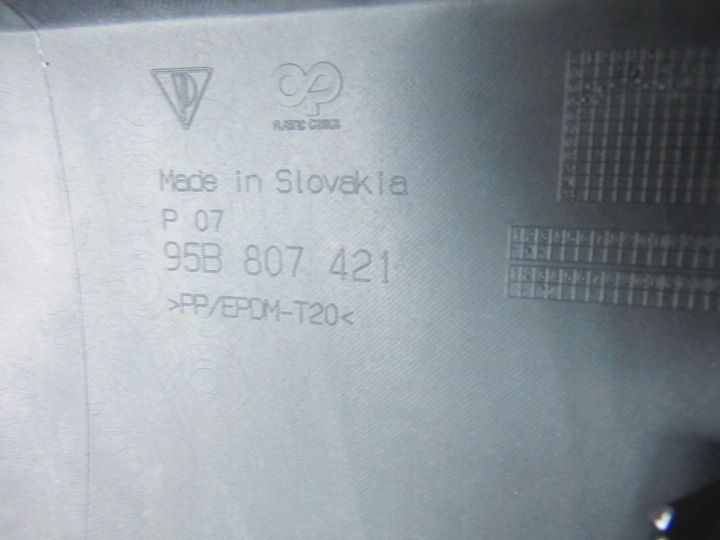 Made in Slovakia
P 07
95B 807 421
>PP/EPDM-T20<